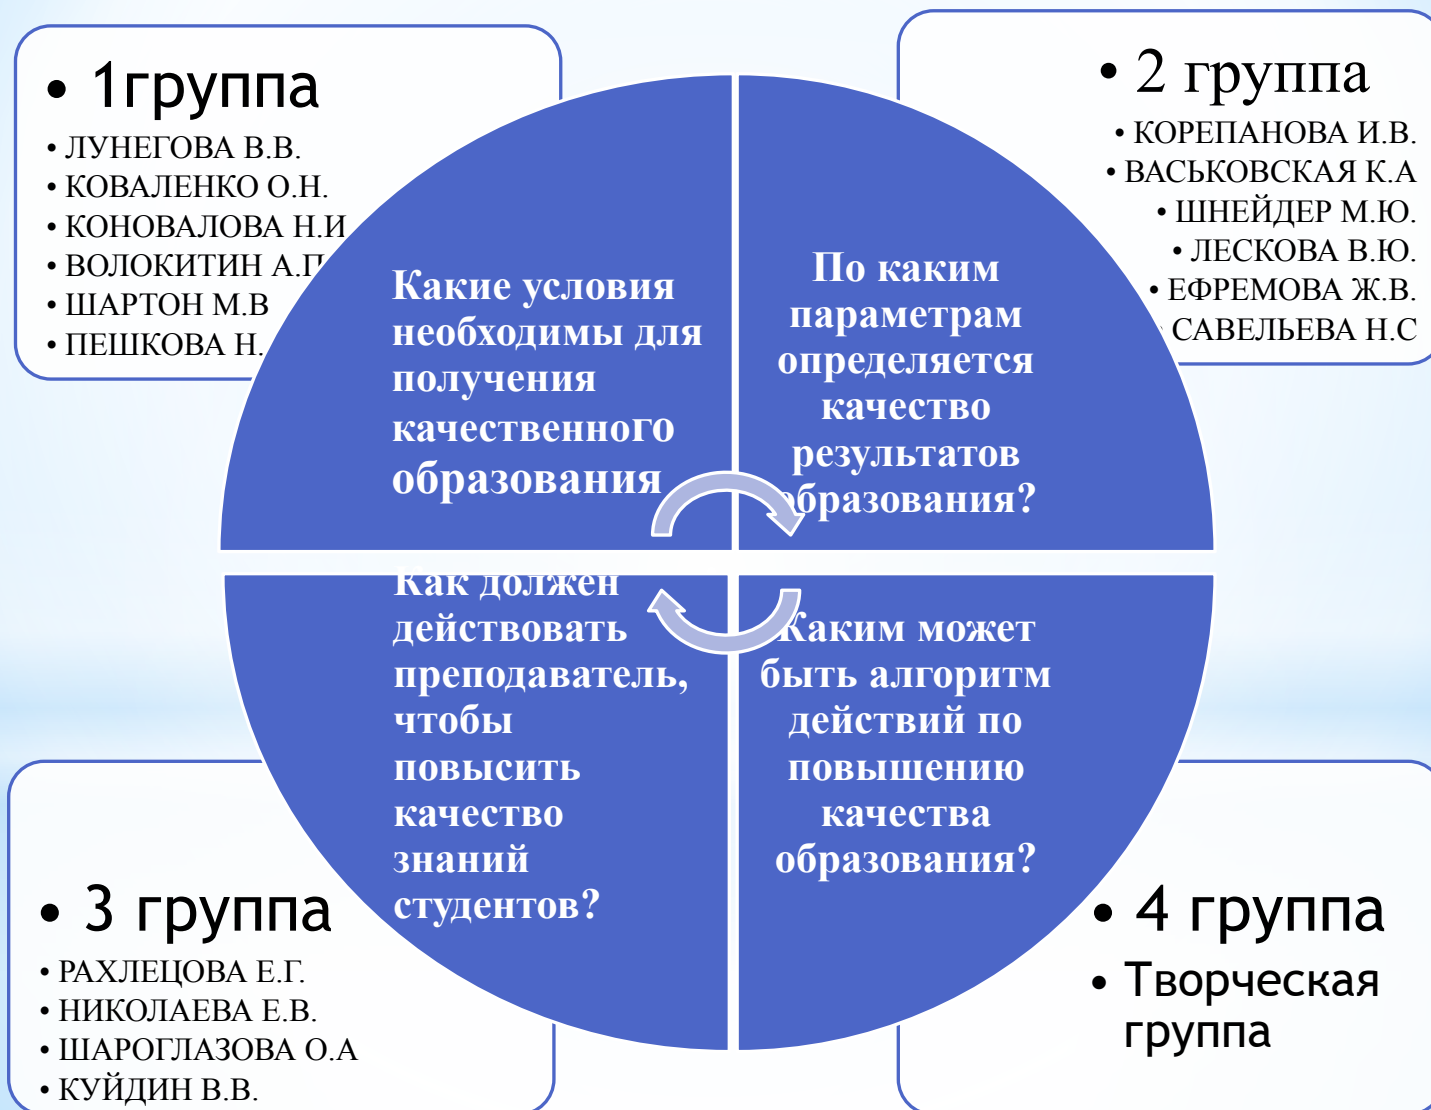 • 1группа
• ЛУНЕГОВА В.В.
• КОВАЛЕНКО О.Н.
• КОНОВАЛОВА Н.И
• ВОЛОКИТИН А.П
• ШАРТОН М.В
• ПЕШКОВА Н.
• 2 группа
• КОРЕПАНОВА И.В.
• ВАСЬКОВСКАЯ К.А
• ШНЕЙДЕР М.Ю.
• ЛЕСКОВА В.Ю.
• ЕФРЕМОВА Ж.В.
САВЕЛЬЕВА Н.С
Какие условия
необходимы для
получения
качественного
образования
По каким
параметрам
определяется
качество
результатов
образования?
Как должен
действовать
преподаватель,
чтобы
повысить
качество
знаний
студентов?
Каким может
быть алгоритм
действий по
повышению
качества
образования?
• 3 группа
• РАХЛЕЦОВА Е.Г.
• НИКОЛАЕВА Е.В.
• ШАРОГЛАЗОВА О.А
• КУЙДИН В.В.
• 4 группа
• Творческая
группа